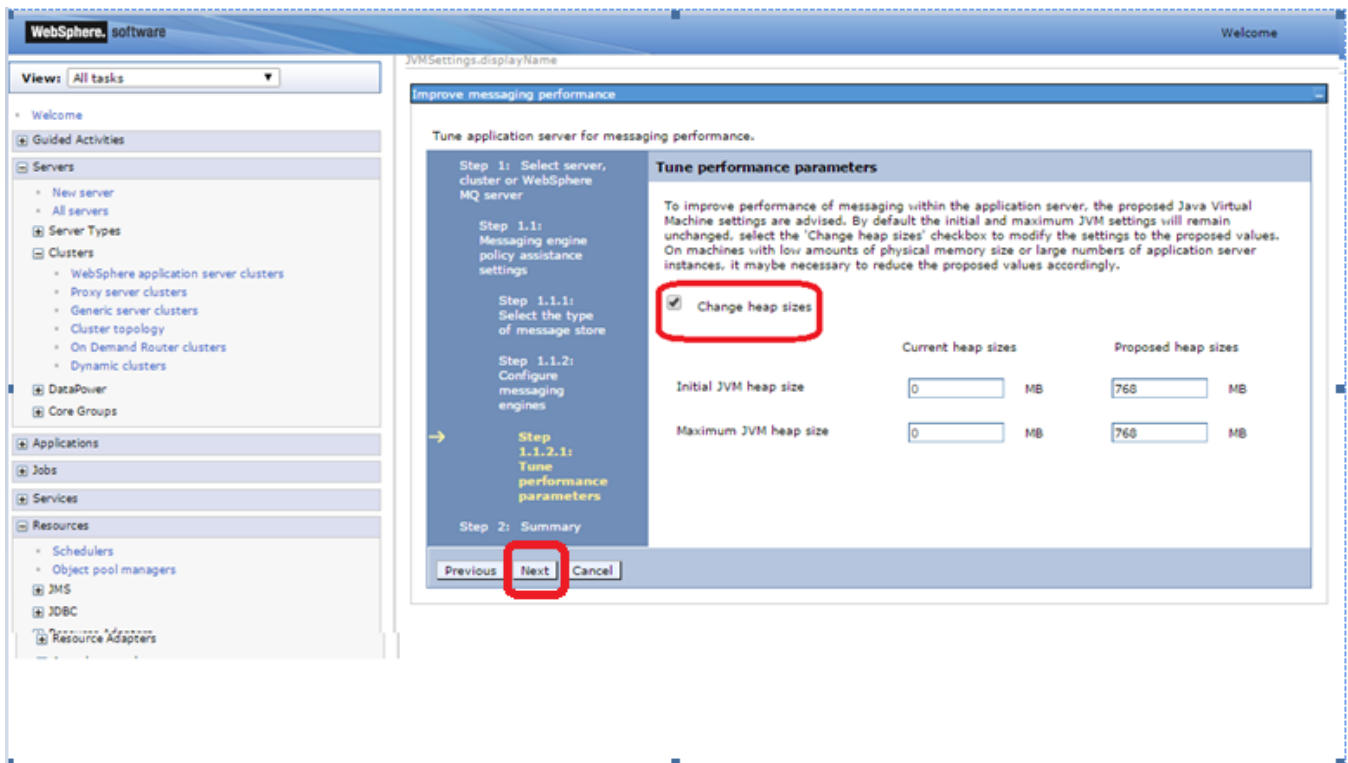 WebSphere. software
Welcome
View: All tasks
Welcome
Guided Activities
Servers
New server
All servers
Server Types
Clusters
WebSphere application server clusters
Proxy server clusters
Generic server clusters
Cluster topology
On Demand Router clusters
Dynamic clusters
DataPower
Core Groups
Applications
Jobs
Services
Resources
Schedulers
Object pool managers
JMS
JDBC
Resource Adapters
JVMSettings.displayName
Improve messaging performance
Tune application server for messaging performance.
Step 1: Select server,
cluster or WebSphere
MQ server
Step 1.1:
Messaging engine
policy assistance
settings
Step 1.1.1:
Select the type
of message store
Step 1.1.2:
Configure
messaging
engines
Step
1.1.2.1:
Tune
performance
parameters
Step 2: Summary
Tune performance parameters
To improve performance of messaging within the application server, the proposed Java Virtual
Machine settings are advised. By default the initial and maximum JVM settings will remain
unchanged, select the 'Change heap sizes' checkbox to modify the settings to the proposed values.
On machines with low amounts of physical memory size or large numbers of application server
instances, it maybe necessary to reduce the proposed values accordingly.
Change heap sizes
Current heap sizes Proposed heap sizes
Initial JVM heap size 0 MB 768 MB
Maximum JVM heap size 0 MB 768 MB
Previous Next Cancel